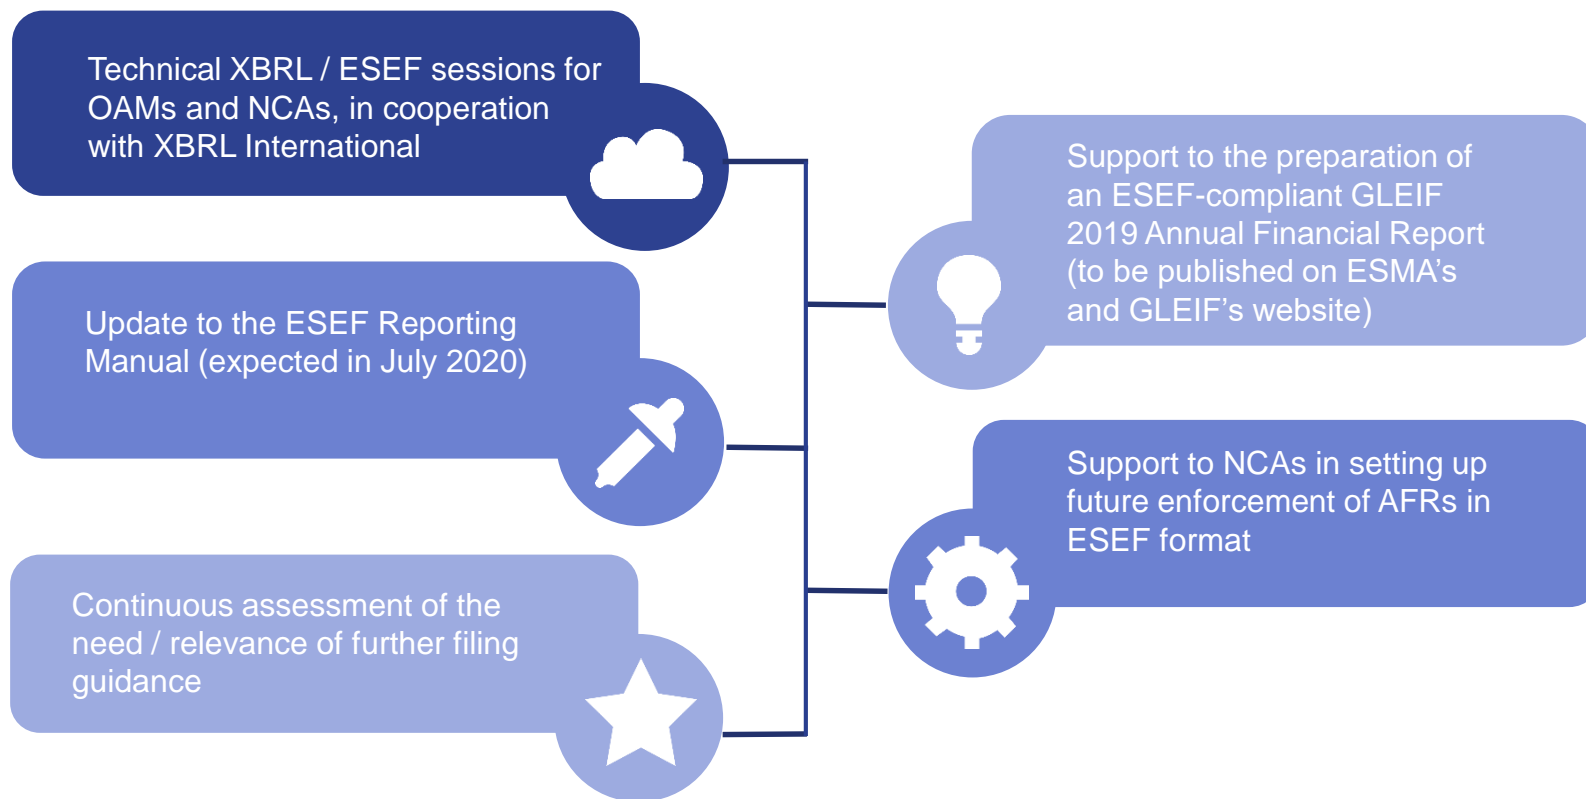 Technical XBRL / ESEF sessions for
OAMs and NCAs, in cooperation
with XBRL International
Support to the preparation of
an ESEF-compliant GLEIF
2019 Annual Financial Report
(to be published on ESMA's
and GLEIF's website)
Update to the ESEF Reporting
Manual (expected in July 2020)
Support to NCAs in setting up
future enforcement of AFRs in
ESEF format
Continuous assessment of the
need / relevance of further filing
guidance